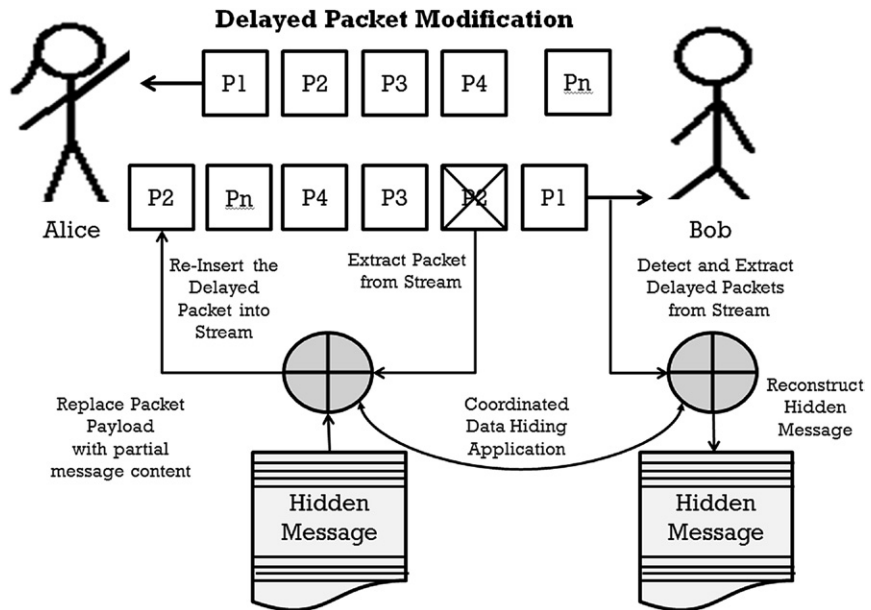 Delayed Packet Modification
P1 P2 P3 P4 Pn
P2 Pn P4 P3 P2 P1
Alice
Bob
Re-Insert the
Delayed
Packet into
Stream
Extract Packet
from Stream
Detect and Extract
Delayed Packets
from Stream
Replace Packet
Payload
with partial
message content
Coordinated
Data Hiding
Application
Reconstruct
Hidden
Message
Hidden
Message
Hidden
Message